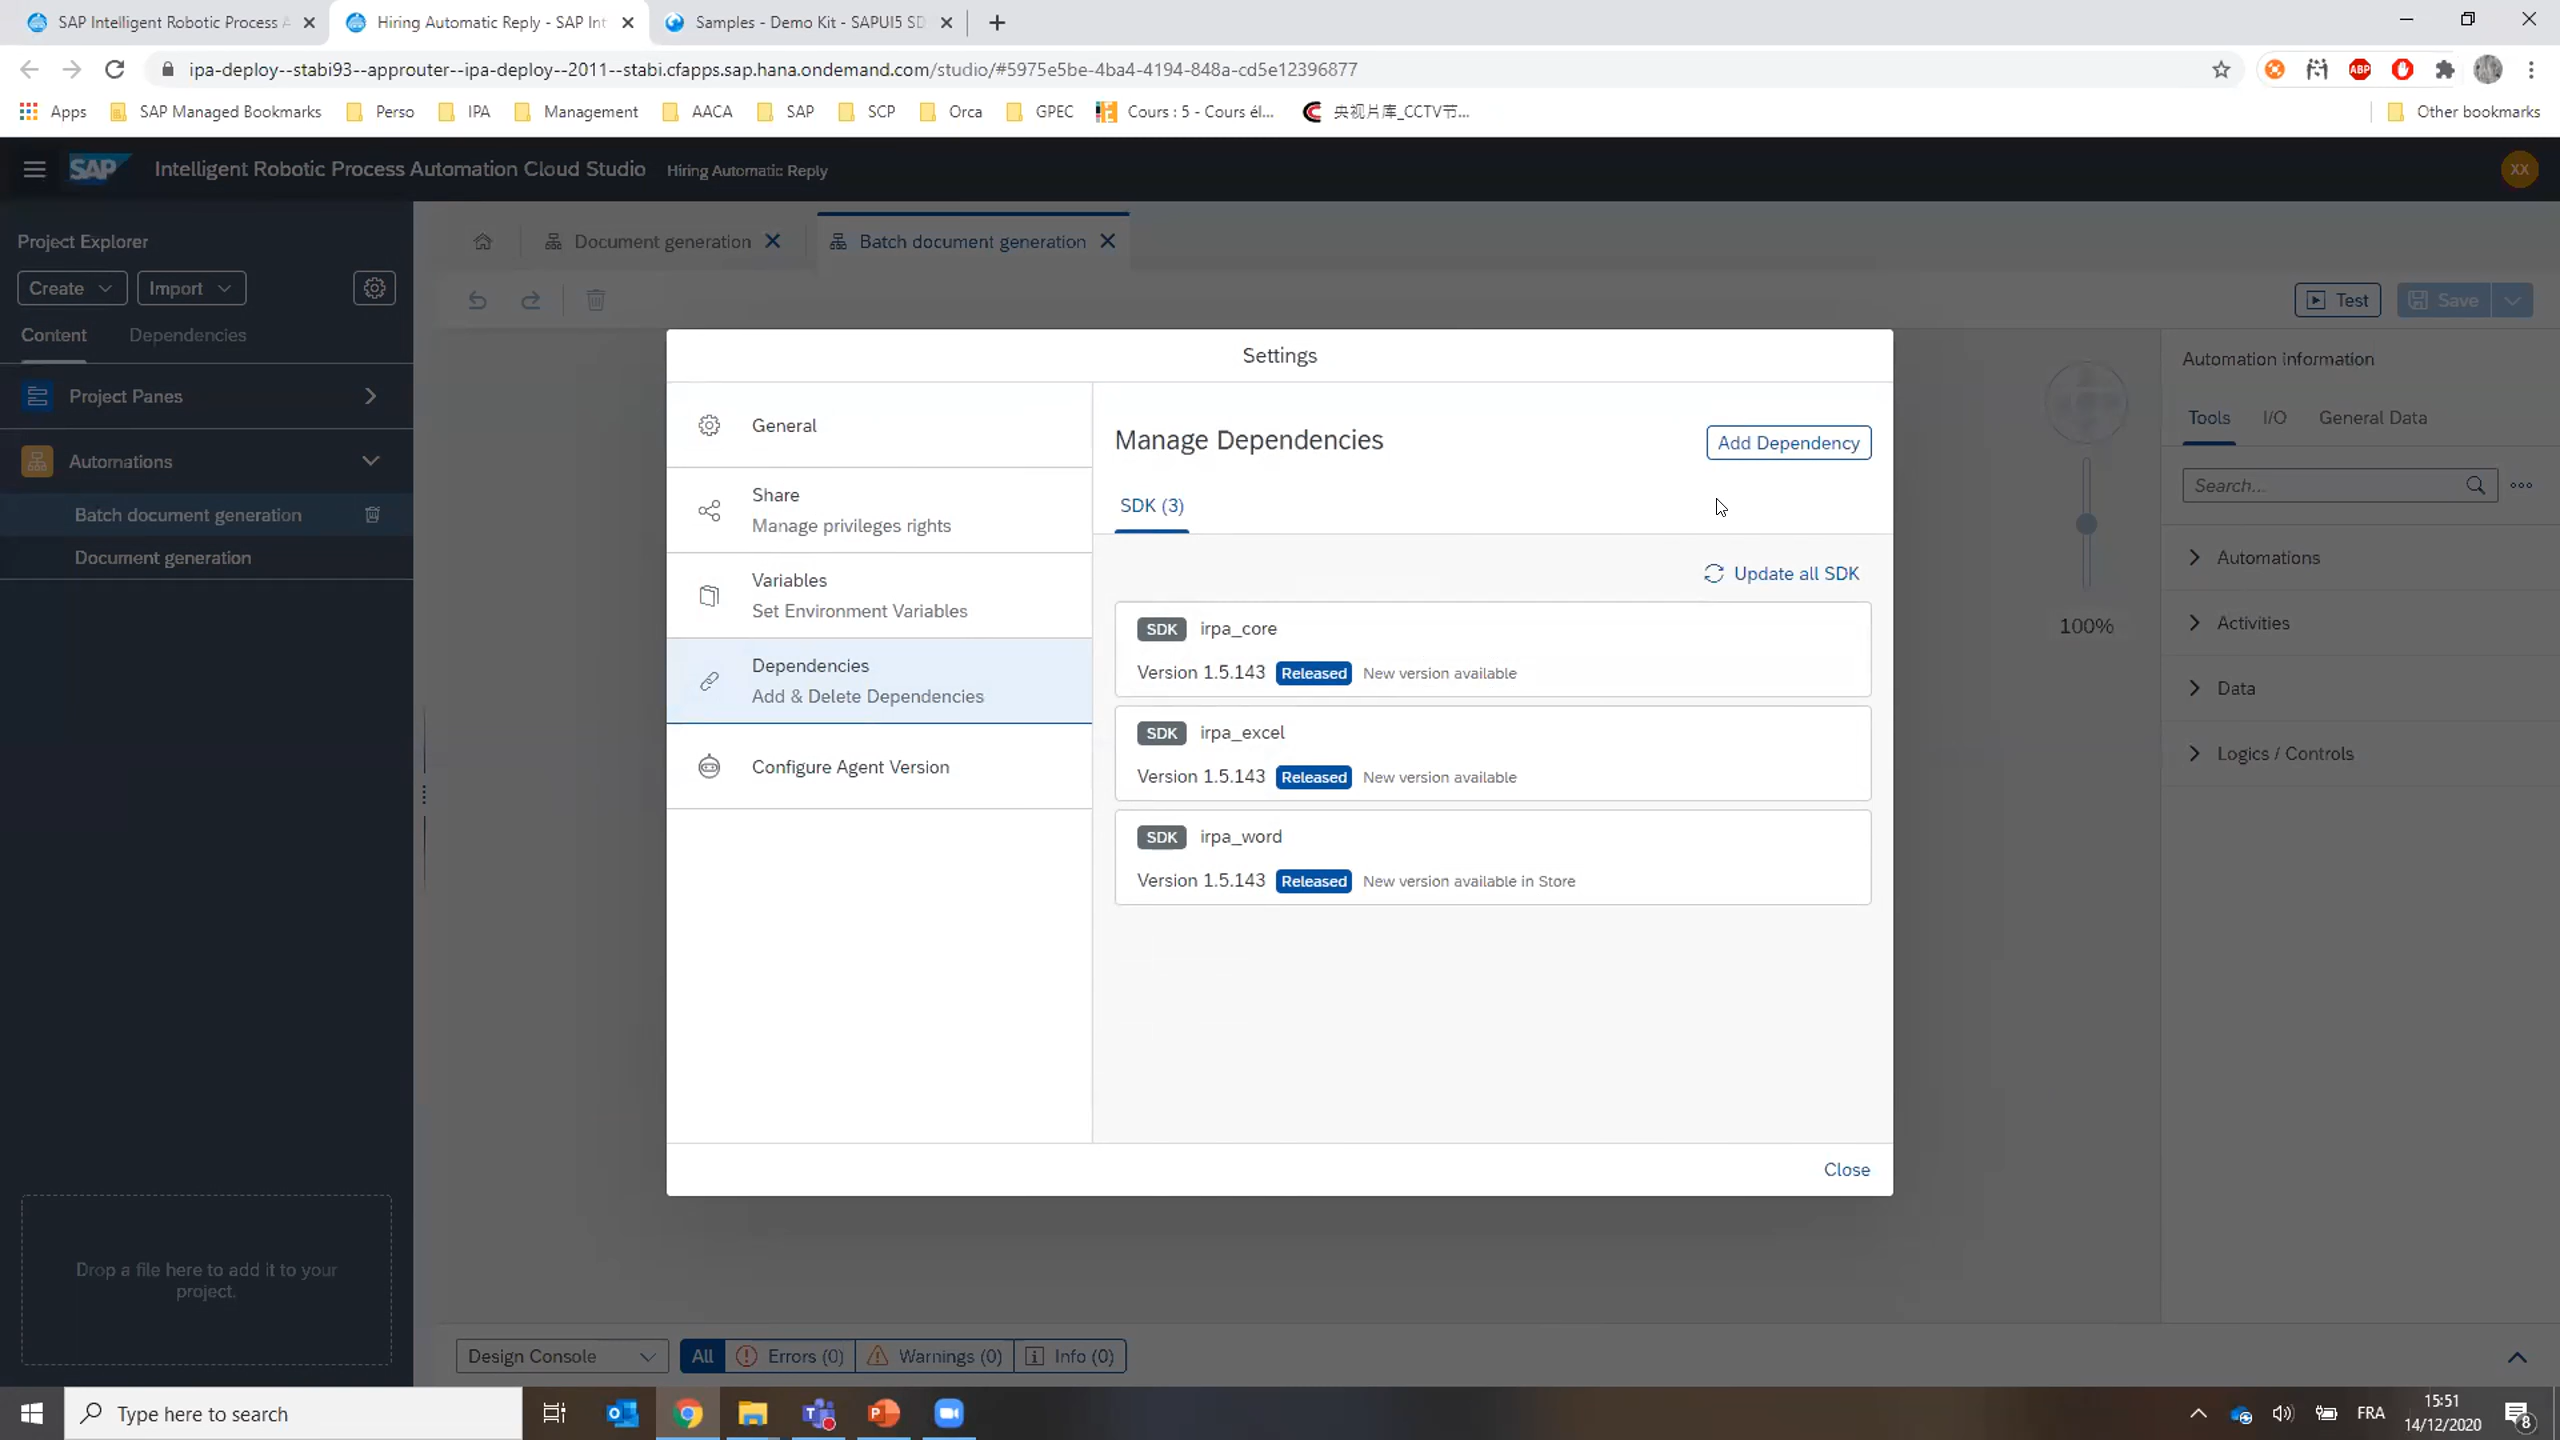 SAP Intelligent Robotic Process A
Hiring Automatic Reply - SAP Int
Samples - Demo Kit - SAPUI5 SD
ipa-deploy--stabi93--approuter--ipa-deploy--2011--stabi.cfapps.sap.hana.ondemand.com/studio/#5975e5be-4ba4-4194-848a-cd5e12396877
ABP
Apps
SAP Managed Bookmarks
Perso
IPA
Management
AACA
SAP
SCP
Orca
GPEC
Cours : 5 - Cours él...
央视片库_CCTV节...
Other bookmarks
SAP
Intelligent Robotic Process Automation Cloud Studio
Hiring Automatic Reply
XX
Project Explorer
Create
Import
Content
Dependencies
Project Panes
Automations
Batch document generation
Document generation
Drop a file here to add it to your
project.
Document generation
Batch document generation
Test
Save
Settings
General
Share
Manage privileges rights
Variables
Set Environment Variables
Dependencies
Add & Delete Dependencies
Configure Agent Version
Manage Dependencies
Add Dependency
SDK (3)
Update all SDK
SDK irpa_core
Version 1.5.143 Released New version available
SDK irpa_excel
Version 1.5.143 Released New version available
SDK irpa_word
Version 1.5.143 Released New version available in Store
Close
100%
Automation information
Tools
I/O
General Data
Search...
Automations
Activities
Data
Logics / Controls
Design Console
All
Errors (0)
Warnings (0)
Info (0)
Type here to search
FRA
15:51
14/12/2020
8